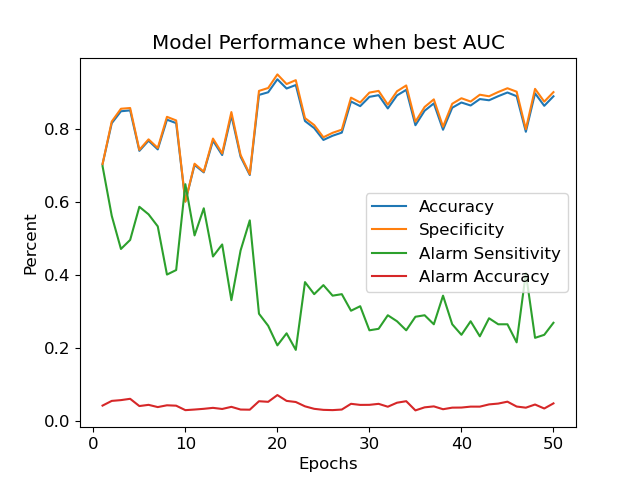 Model Performance when best AUC
Percent
0.8
0.6
0.4
0.2
0.0
Accuracy
Specificity
Alarm Sensitivity
Alarm Accuracy
0 10 20 30 40 50
Epochs